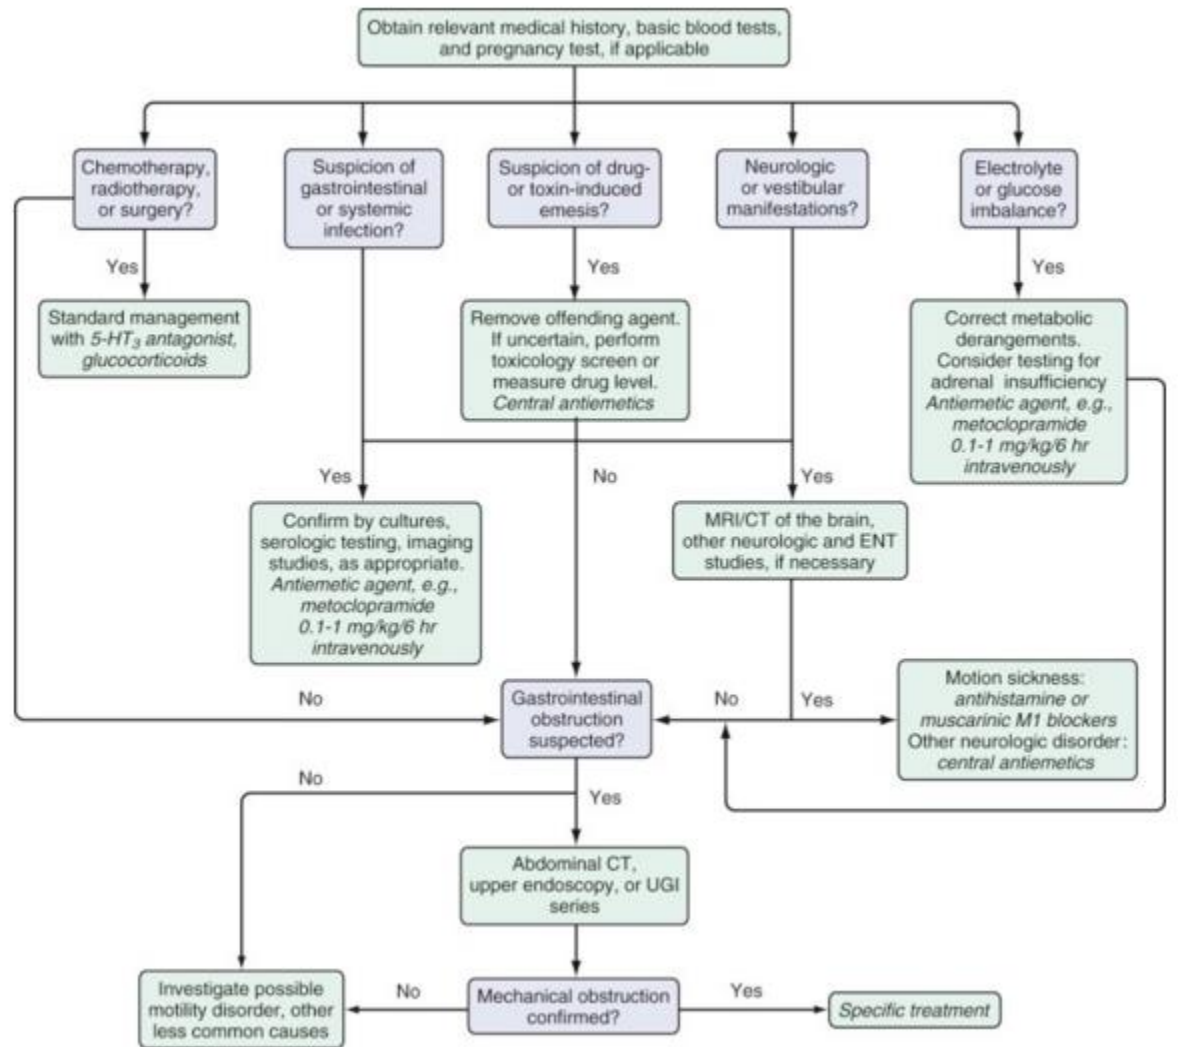 Obtain relevant medical history, basic blood tests,
and pregnancy test, if applicable
Chemotherapy,
radiotherapy,
or surgery?
Suspicion of
gastrointestinal
or systemic
infection?
Suspicion of drug-
or toxin-induced
emesis?
Neurologic
or vestibular
manifestations?
Electrolyte
or glucose
imbalance?
Yes
Yes
Yes
Standard management
with 5-HT3 antagonist,
glucocorticoids
Remove offending agent.
If uncertain, perform
toxicology screen or
measure drug level.
Central antiemetics
Correct metabolic
derangements.
Consider testing for
adrenal insufficiency
Antiemetic agent, e.g.,
metoclopramide
0.1-1 mg/kg/6 hr
intravenously
Yes
No
Yes
Confirm by cultures,
serologic testing, imaging
studies, as appropriate.
Antiemetic agent, e.g.,
metoclopramide
0.1-1 mg/kg/6 hr
intravenously
MRI/CT of the brain,
other neurologic and ENT
studies, if necessary
No
Gastrointestinal
obstruction
suspected?
No
Yes
Motion sickness:
antihistamine or
muscarinic M1 blockers
Other neurologic disorder:
central antiemetics
No
Yes
Abdominal CT,
upper endoscopy, or UGI
series
Investigate possible
motility disorder, other
less common causes
No
Mechanical obstruction
confirmed?
Yes
Specific treatment